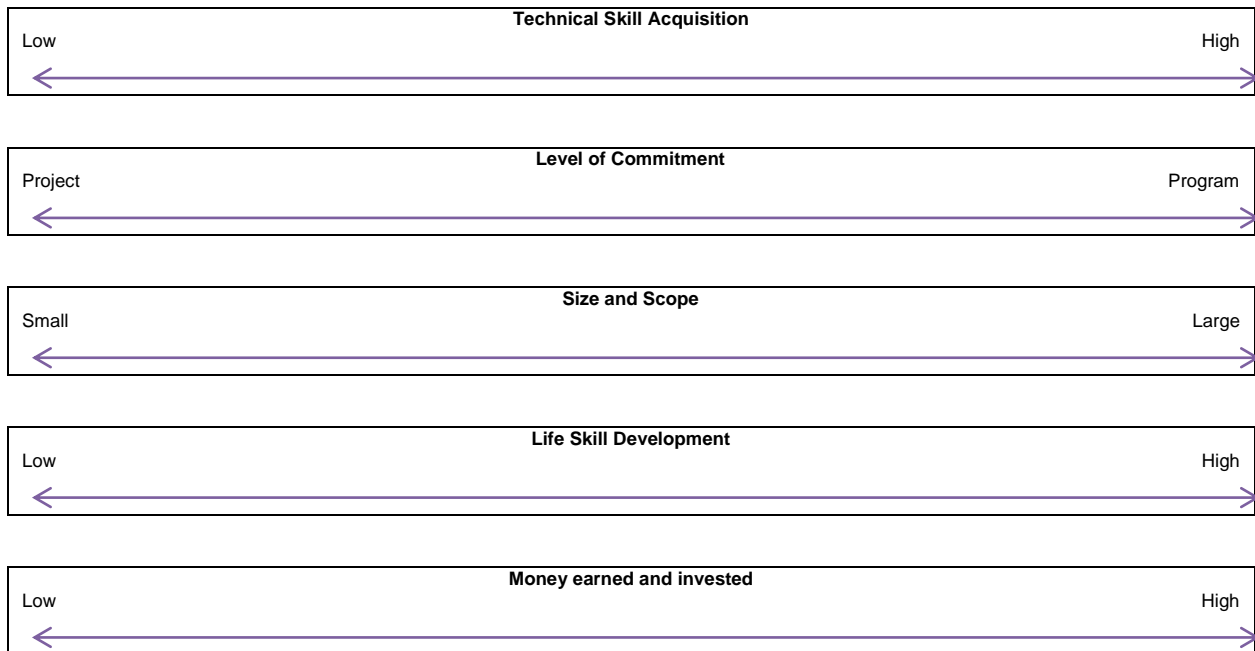 Technical Skill Acquisition
Low High
Level of Commitment
Project Program
Size and Scope
Small Large
Life Skill Development
Low High
Money earned and invested
Low High